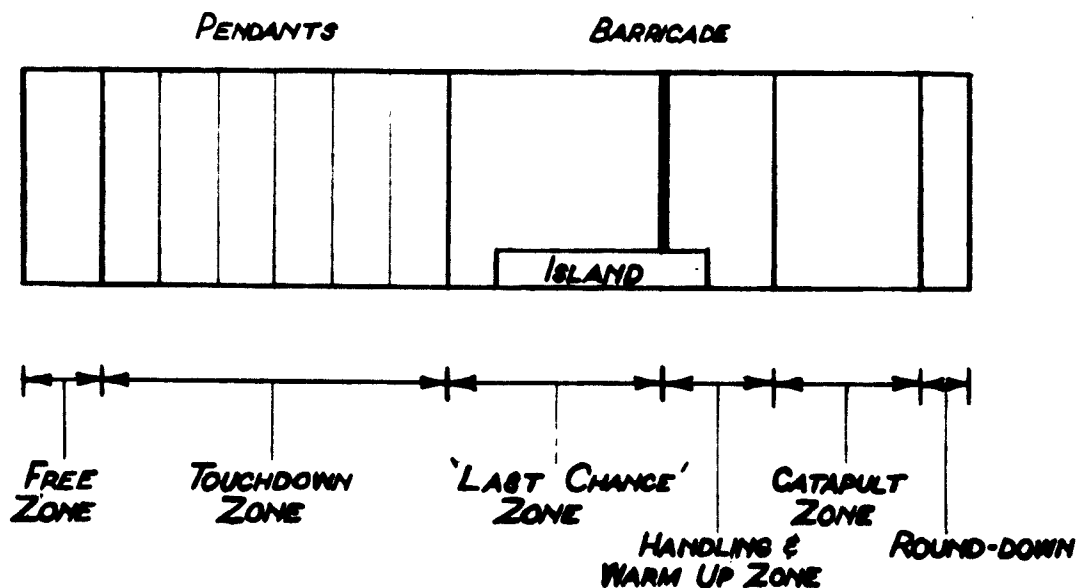 PENDANTS
BARRICADE
ISLAND
FREE
ZONE
TOUCHDOWN
ZONE
'LAST CHANCE'
ZONE
HANDLING &
WARM UP ZONE
CATAPULT
ZONE
ROUND-DOWN